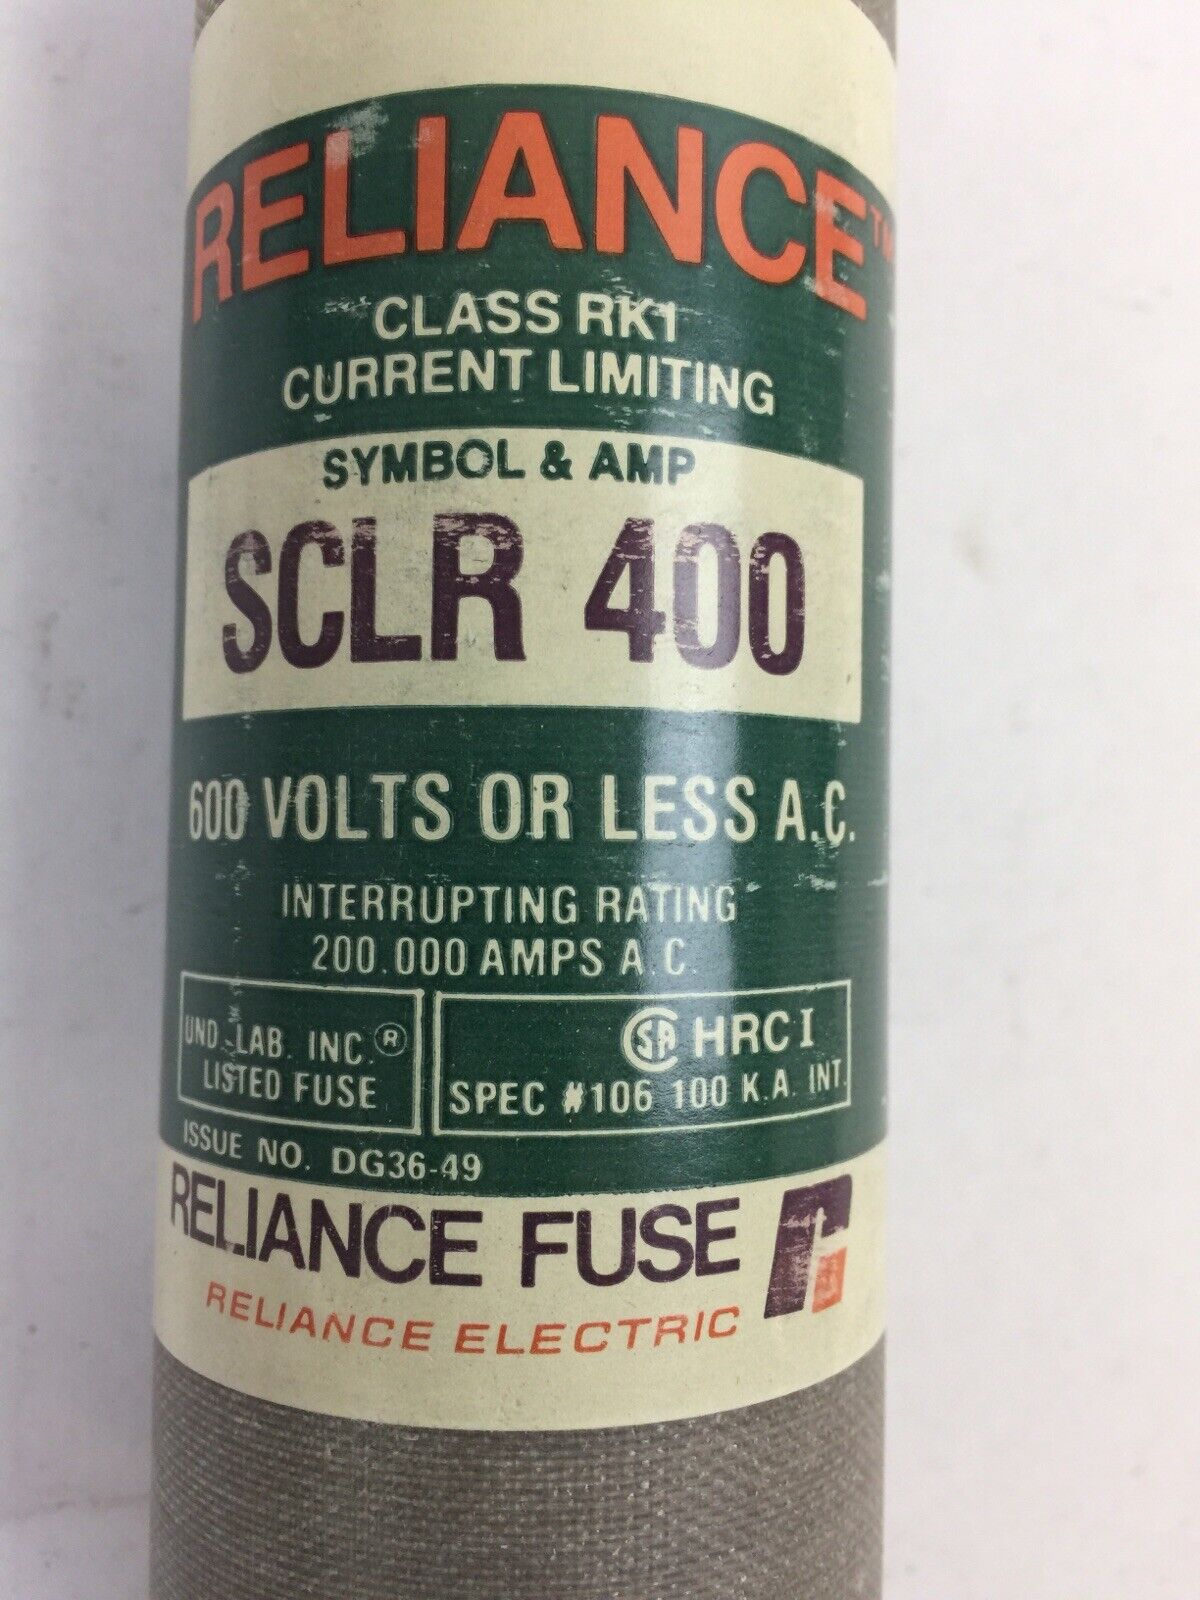 RELIANCE™
CLASS RK1
CURRENT LIMITING
SYMBOL & AMP
SCLR 400
600 VOLTS OR LESS A.C.
INTERRUPTING RATING
200.000 AMPS A.C.
UND. LAB. INC.®
LISTED FUSE
SA HRC I
SPEC #106 100 K.A. INT.
ISSUE NO. DG36-49
RELIANCE FUSE
RELIANCE ELECTRIC